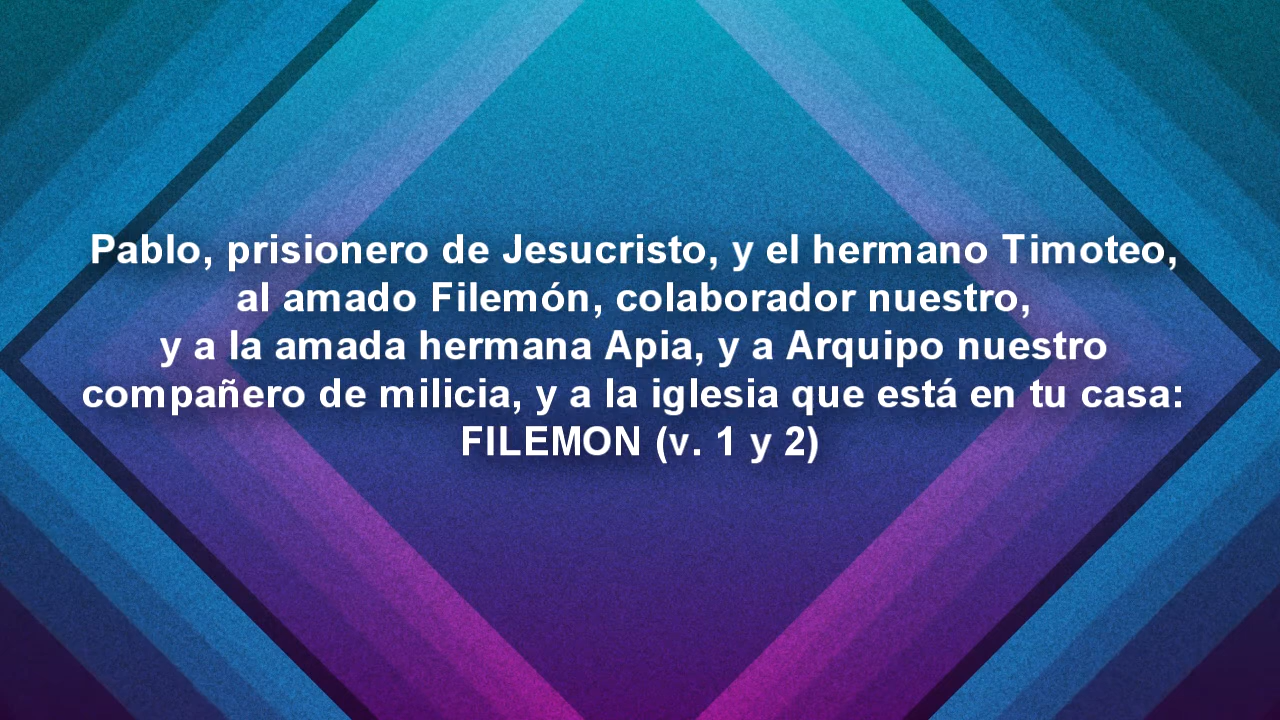 Pablo, prisionero de Jesucristo, y el hermano Timoteo,
al amado Filemón, colaborador nuestro,
y a la amada hermana Apia, y a Arquipo nuestro
compañero de milicia, y a la iglesia que está en tu casa:
FILEMON (v. 1 y 2)